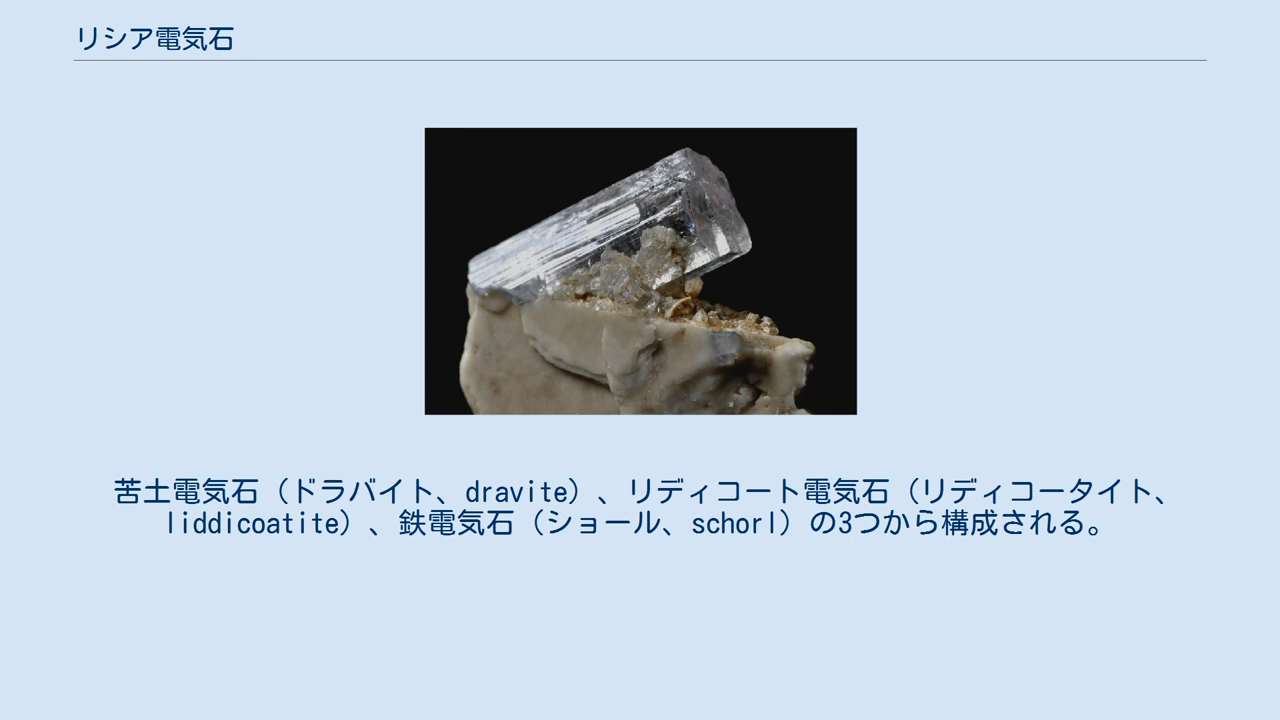 リシア電気石
苦土電気石（ドラバイト、dravite）、リディコート電気石（リディコータイト、
liddicoatite）、鉄電気石（ショール、schorl）の3つから構成される。